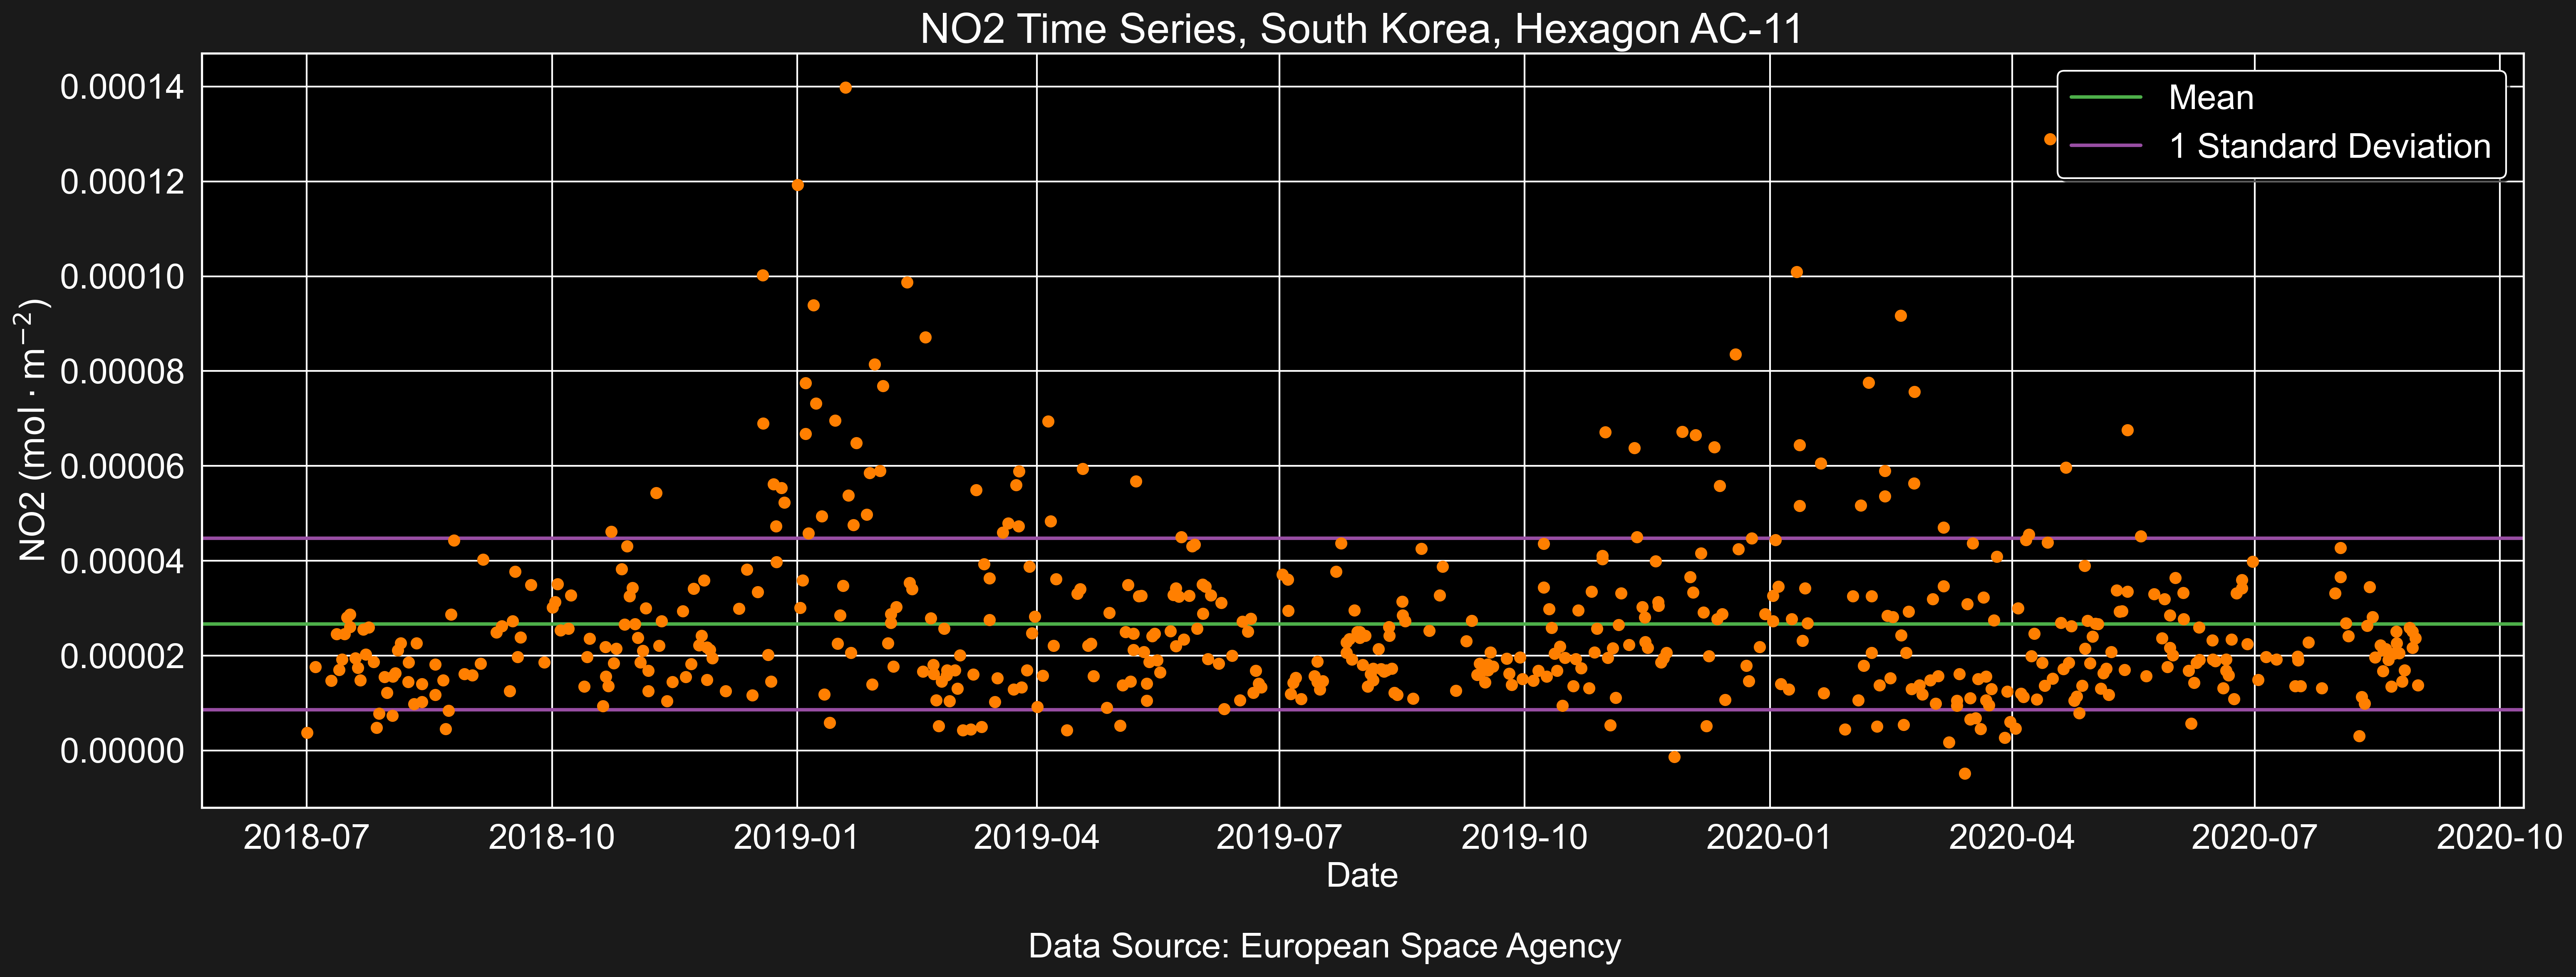 NO2 Time Series, South Korea, Hexagon AC-11
Mean
1 Standard Deviation
NO2 (mol · m⁻²)
0.00014
0.00012
0.00010
0.00008
0.00006
0.00004
0.00002
0.00000
2018-07 2018-10 2019-01 2019-04 2019-07 2019-10 2020-01 2020-04 2020-07 2020-10
Date
Data Source: European Space Agency